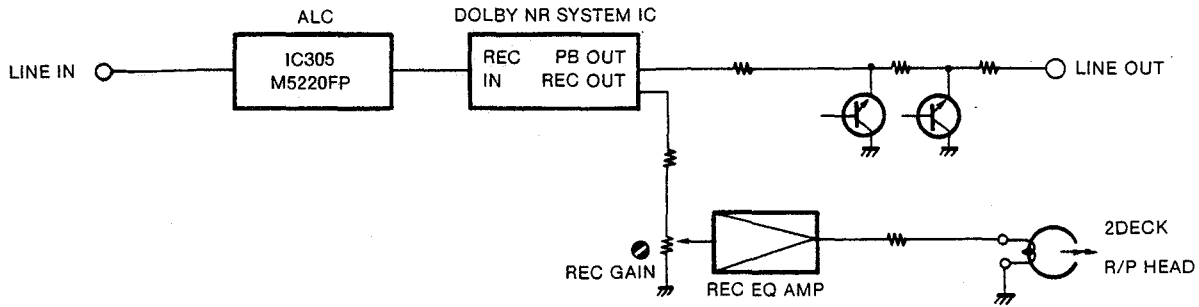 ALC
DOLBY NR SYSTEM IC
LINE IN
IC305
M5220FP
REC IN
PB OUT
REC OUT
LINE OUT
REC GAIN
REC EQ AMP
2DECK
R/P HEAD